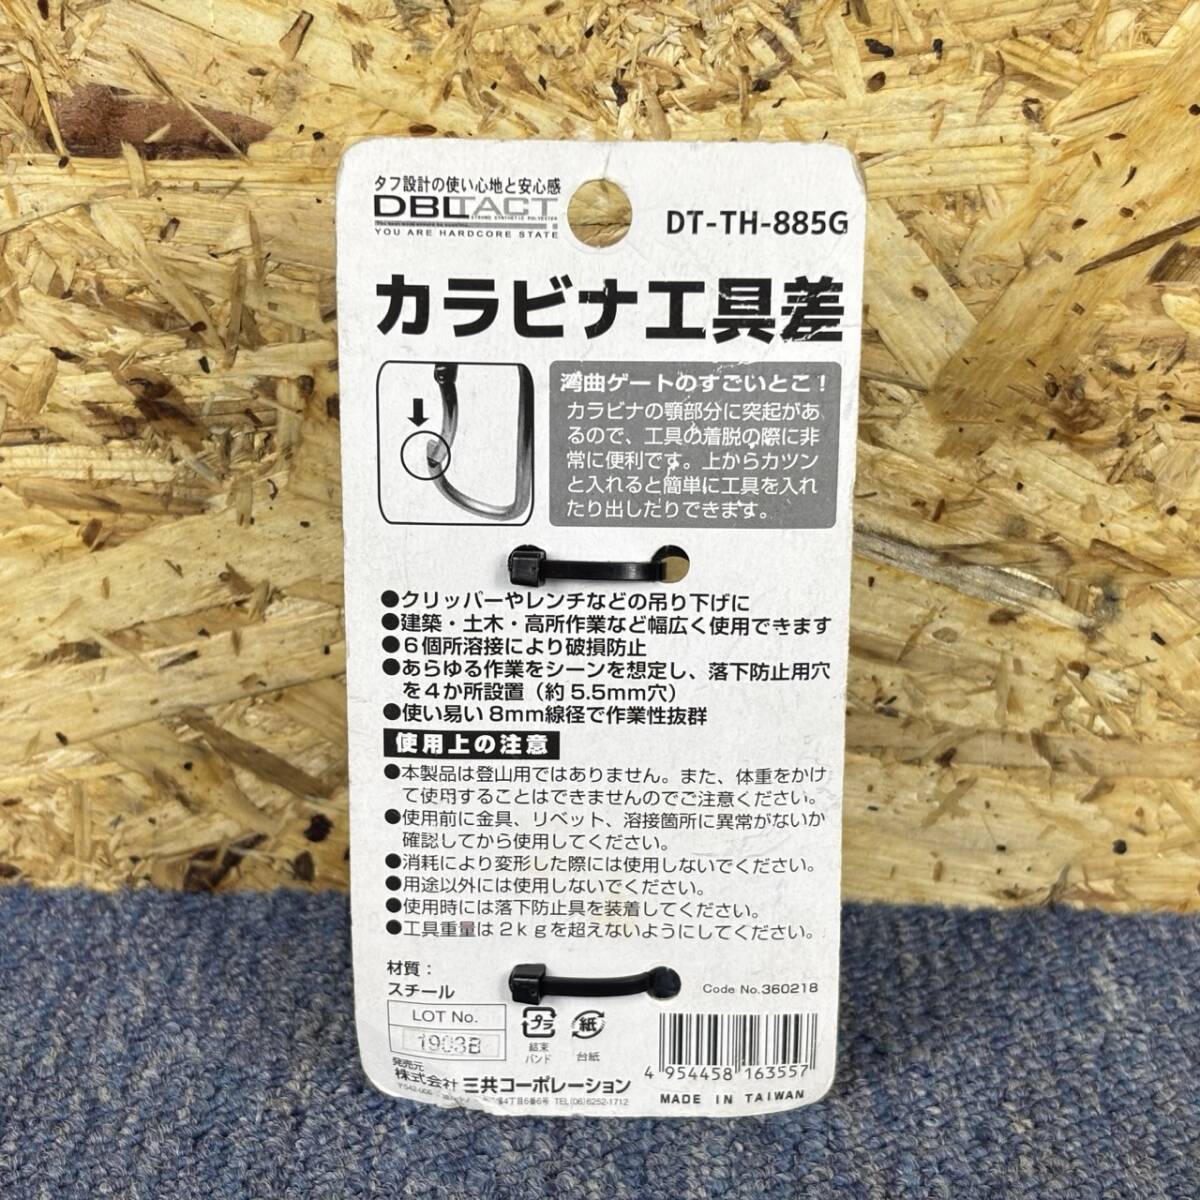 タフ設計の使い心地と安心感
DBLTACT
STRONG SYNTHETIC POLYESTER
YOU ARE HARDCORE STATE
DT-TH-885G
カラビナ工具差
湾曲ゲートのすごいとこ!
カラビナの顎部分に突起があ
るので、工具の着脱の際に非
常に便利です。上からカツン
と入れると簡単に工具を入れ
たり出しだりできます。
●クリッパーやレンチなどの吊り下げに
●建築・土木・高所作業など幅広く使用できます
●6個所溶接により破損防止
●あらゆる作業をシーンを想定し、落下防止用穴
を4か所設置(約5.5mm穴)
●使い易い8mm線径で作業性抜群
使用上の注意
●本製品は登山用ではありません。また、体重をかけ
て使用することはできませんのでご注意ください。
●使用前に金具、リベット、溶接箇所に異常がないか
確認してから使用してください。
●消耗により変形した際には使用しないでください。
●用途以外には使用しないでください。
●使用時には落下防止具を装着してください。
●工具重量は2kgを超えないようにしてください。
材質:
スチール
Code No.360218
LOT No.
1903B
プラ
結束
バンド
紙
台紙
4 954458 163557
MADE IN TAIWAN
発売元
株式会社 三共コーポレーション
4丁目6番6号 TEL(06)6252-1712